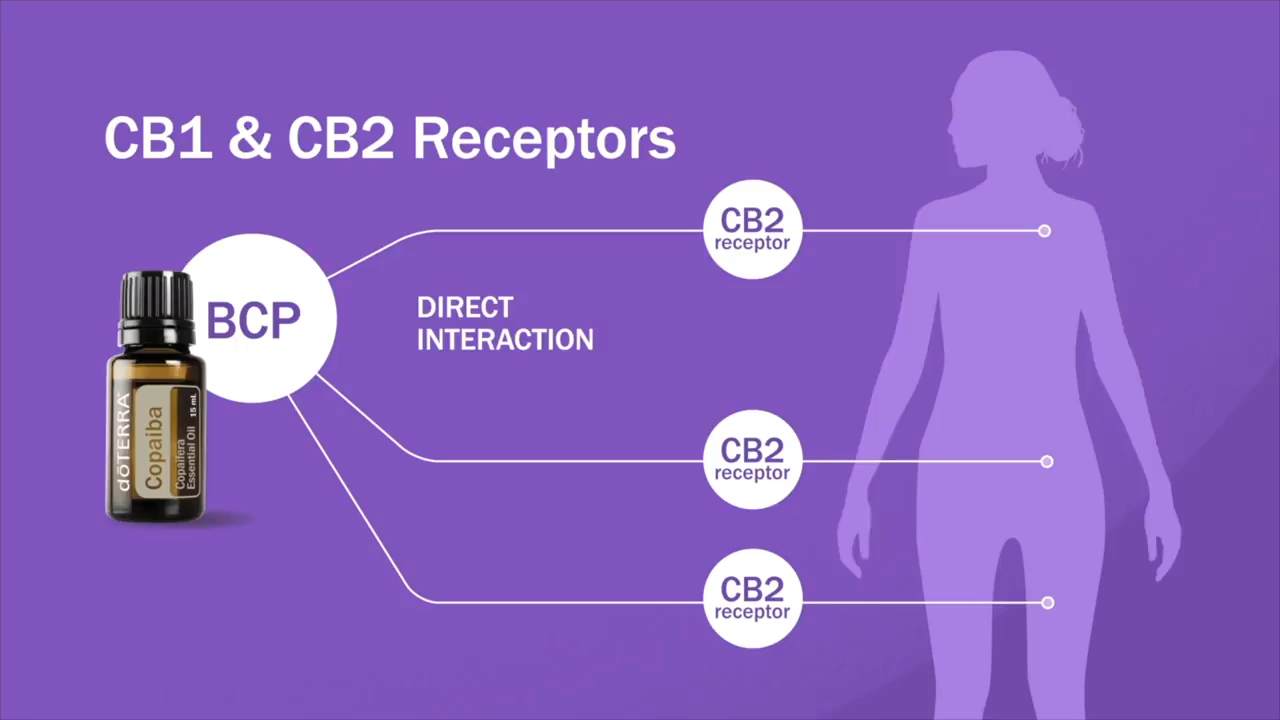 CB1 & CB2 Receptors
CB2
receptor
BCP
DIRECT
INTERACTION
dōTERRA
Copaiba
15 mL
Copaifera
Essential Oil
CB2
receptor
CB2
receptor